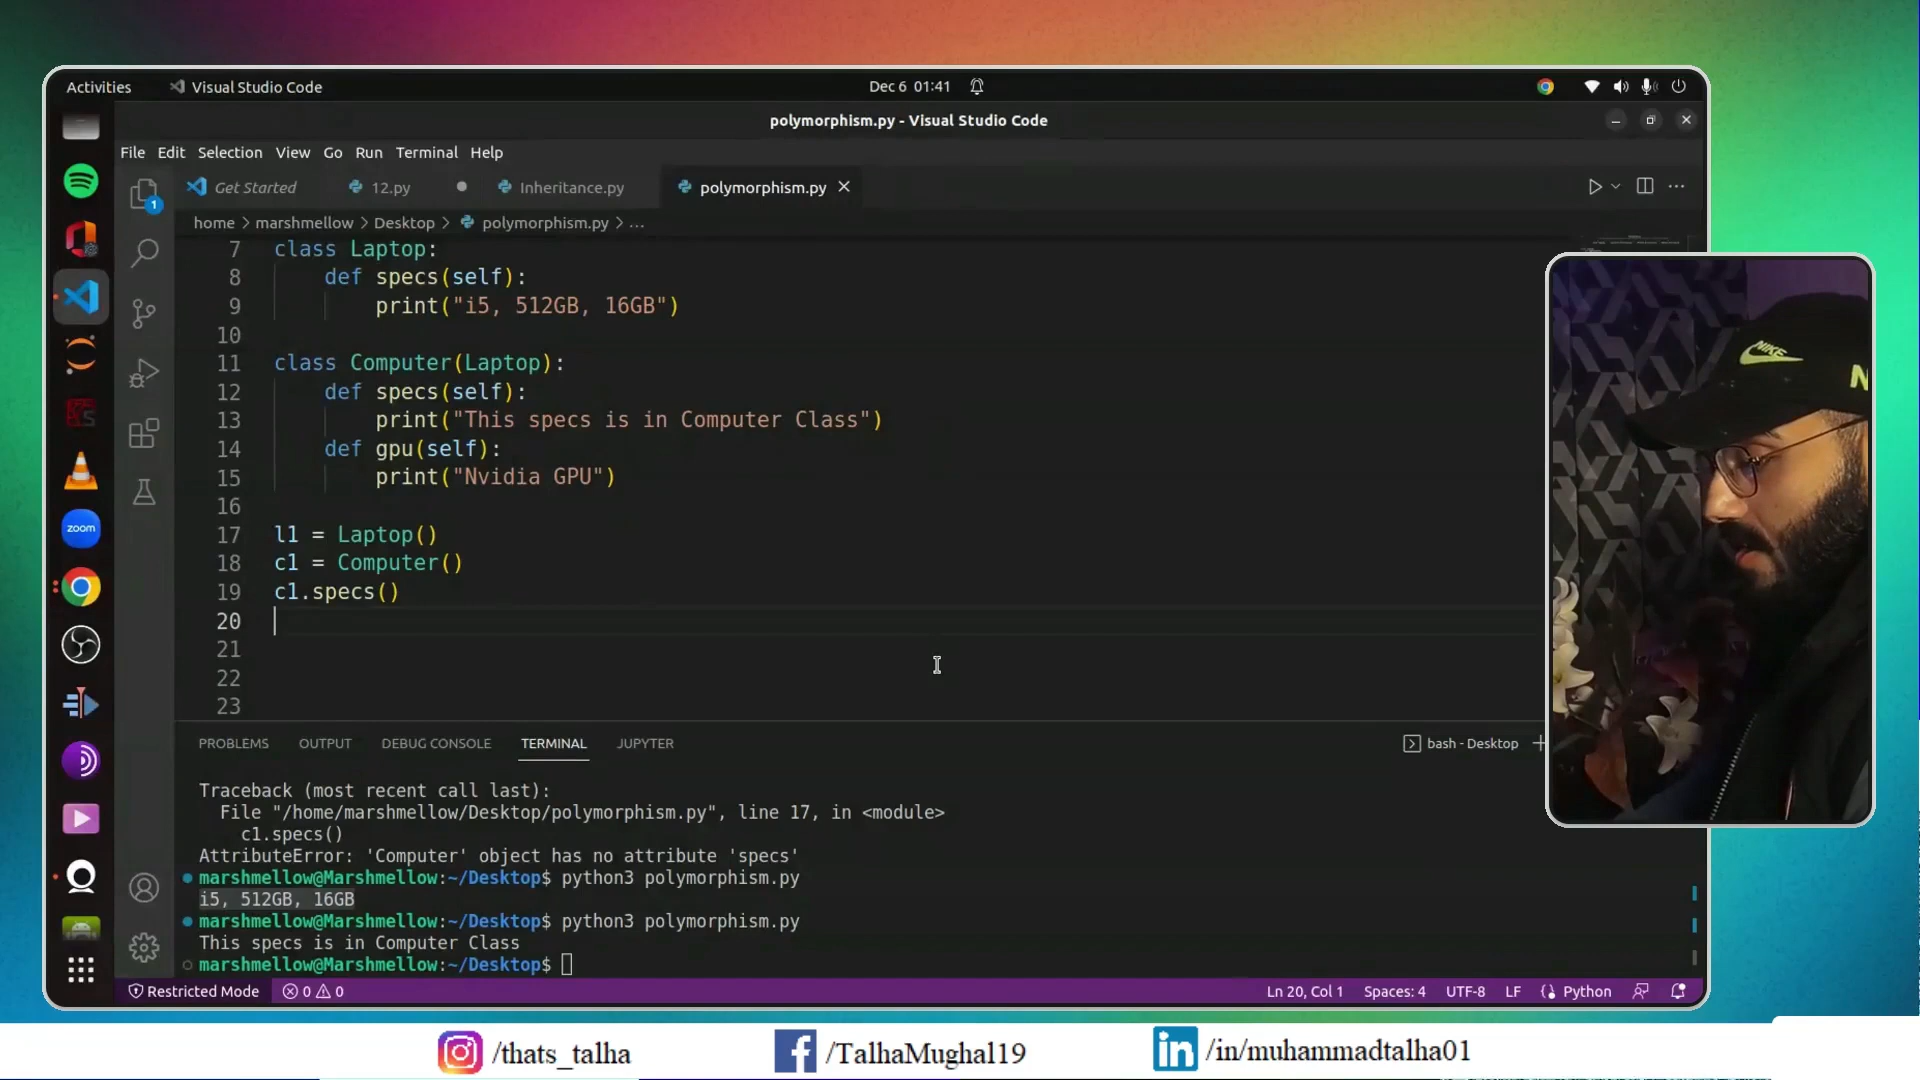 Activities Visual Studio Code Dec 6 01:41
polymorphism.py - Visual Studio Code
File Edit Selection View Go Run Terminal Help
Get Started 12.py Inheritance.py polymorphism.py
home > marshmellow > Desktop > polymorphism.py > ...
7 class Laptop:
8 def specs(self):
9 print("i5, 512GB, 16GB")
10
11 class Computer(Laptop):
12 def specs(self):
13 print("This specs is in Computer Class")
14 def gpu(self):
15 print("Nvidia GPU")
16
17 l1 = Laptop()
18 c1 = Computer()
19 c1.specs()
20
21
22
23
1
zoom
NIKE
N
PROBLEMS OUTPUT DEBUG CONSOLE TERMINAL JUPYTER bash - Desktop
Traceback (most recent call last):
File "/home/marshmellow/Desktop/polymorphism.py", line 17, in <module>
c1.specs()
AttributeError: 'Computer' object has no attribute 'specs'
marshmellow@Marshmellow:~/Desktop$ python3 polymorphism.py
i5, 512GB, 16GB
marshmellow@Marshmellow:~/Desktop$ python3 polymorphism.py
This specs is in Computer Class
marshmellow@Marshmellow:~/Desktop$
Restricted Mode 0 0 Ln 20, Col 1 Spaces: 4 UTF-8 LF Python
/thats_talha /TalhaMughal19 /in/muhammadtalha01